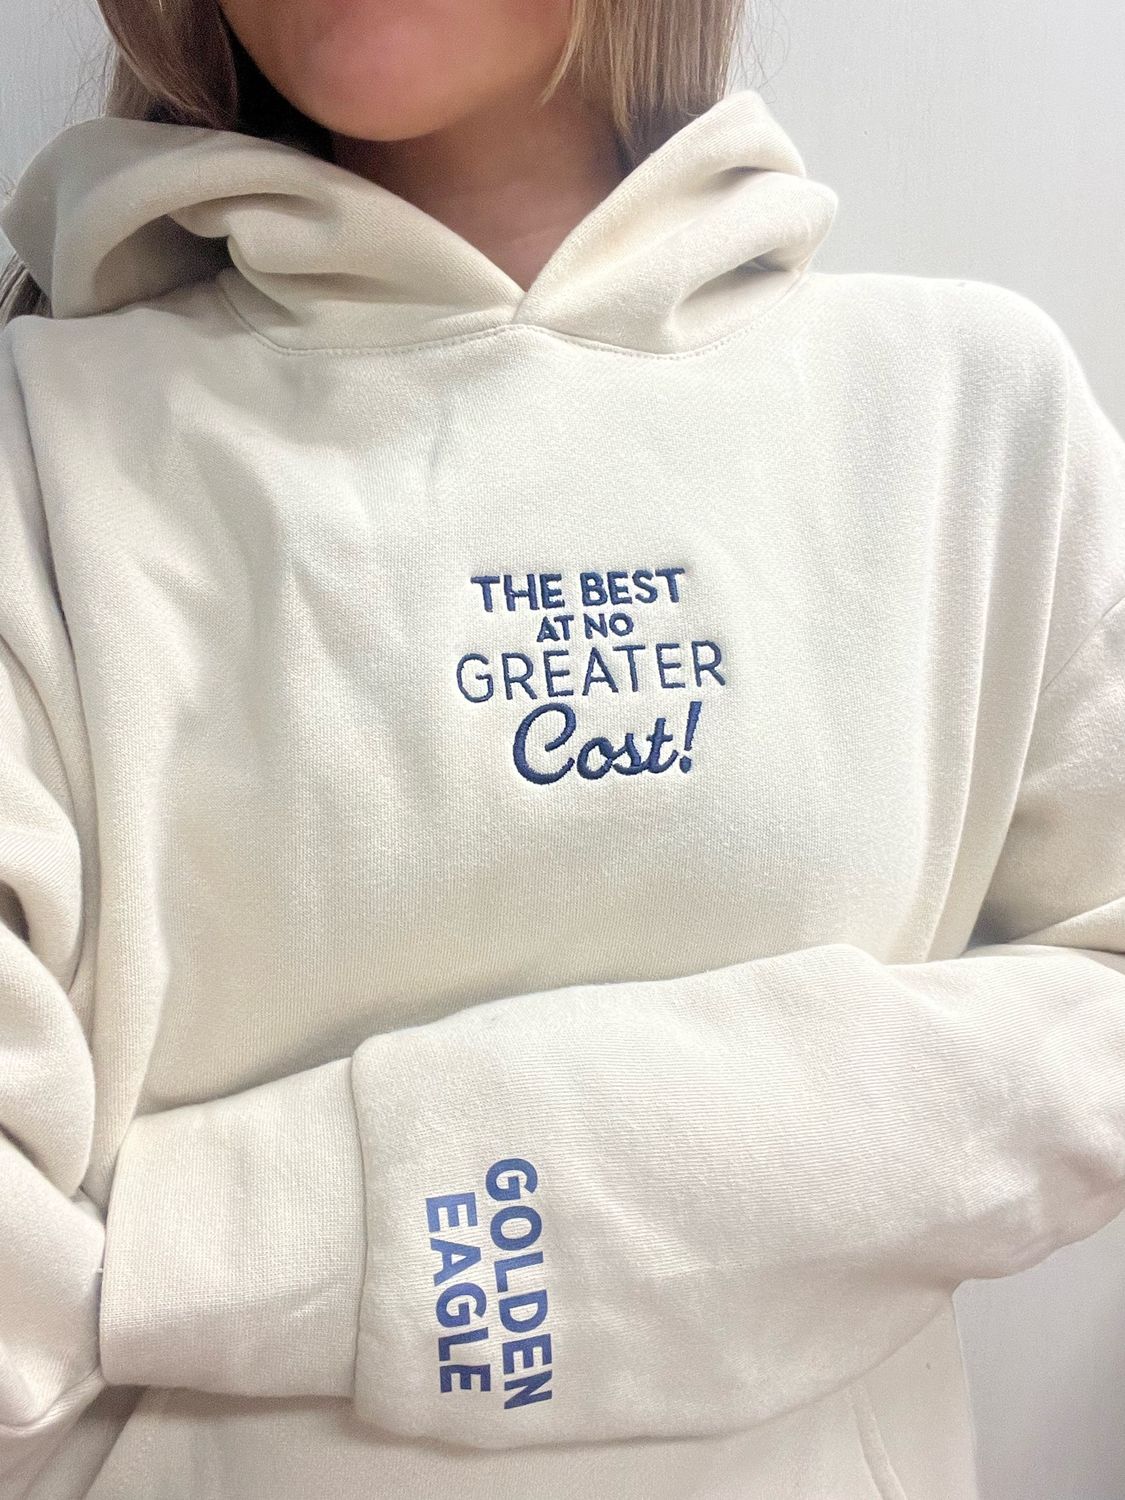 THE BEST
AT NO
GREATER
Cost!
GOLDEN
EAGLE